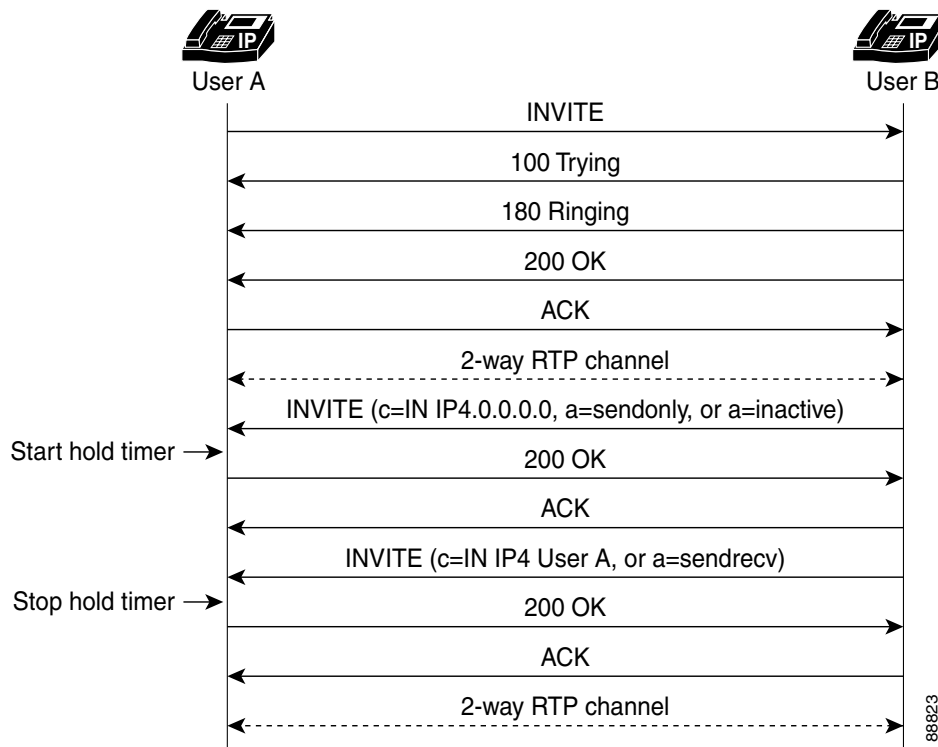 IP
IP
User A
User B
INVITE
100 Trying
180 Ringing
200 OK
ACK
2-way RTP channel
INVITE (c=IN IP4.0.0.0.0, a=sendonly, or a=inactive)
Start hold timer
200 OK
ACK
INVITE (c=IN IP4 User A, or a=sendrecv)
Stop hold timer
200 OK
ACK
2-way RTP channel
88823